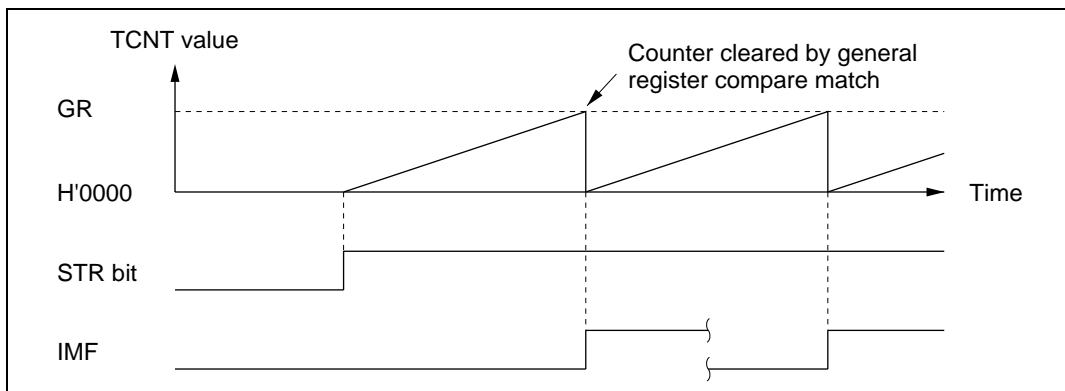 TCNT value
Counter cleared by general
register compare match
GR
H'0000
Time
STR bit
IMF